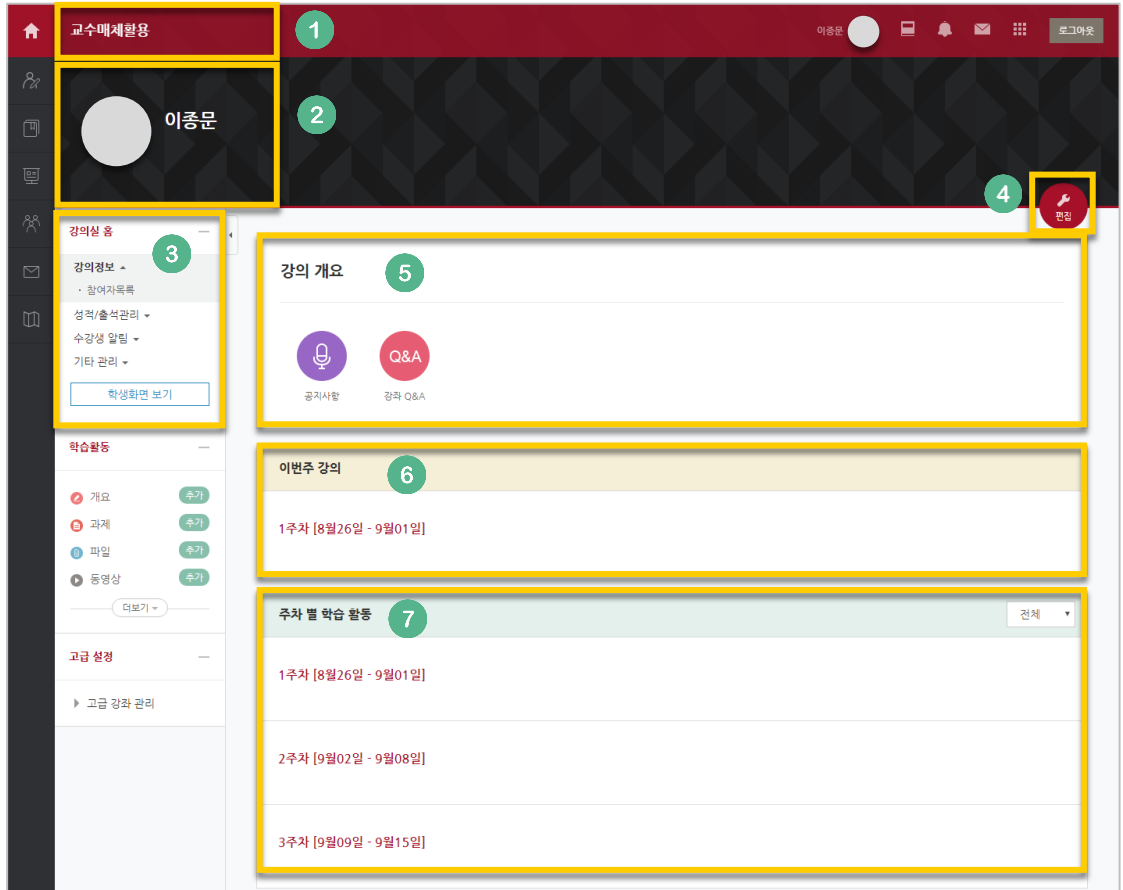 교수매체활용
1
이종문
로그아웃
이종문
2
4
편집
강의실 홈
3
강의정보
· 참여자목록
성적/출석관리
수강생 알림
기타 관리
학생화면 보기
학습활동
개요 추가
과제 추가
파일 추가
동영상 추가
더보기
고급 설정
고급 강좌 관리
강의 개요
5
Q&A
공지사항
강좌 Q&A
이번주 강의
6
1주차 [8월26일 - 9월01일]
주차 별 학습 활동
7
전체
1주차 [8월26일 - 9월01일]
2주차 [9월02일 - 9월08일]
3주차 [9월09일 - 9월15일]